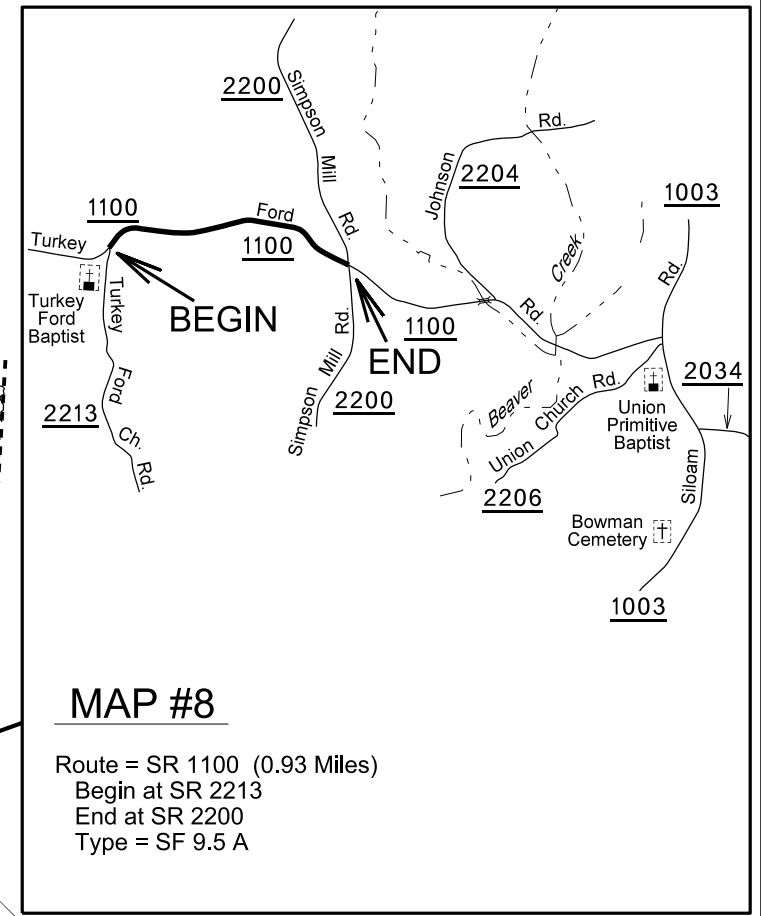 2200
Simpson
Mill
Rd.
Johnson
Rd.
2204
1003
1100
Ford
1100
Turkey
Turkey
Ford
Baptist
Turkey
Ford
Ch.
Rd.
2213
BEGIN
END
1100
Rd.
Creek
Rd.
Simpson Mill Rd.
2200
Beaver
Union Church Rd.
2206
Union
Primitive
Baptist
2034
Siloam
Bowman
Cemetery
1003
MAP #8
Route = SR 1100 (0.93 Miles)
Begin at SR 2213
End at SR 2200
Type = SF 9.5 A